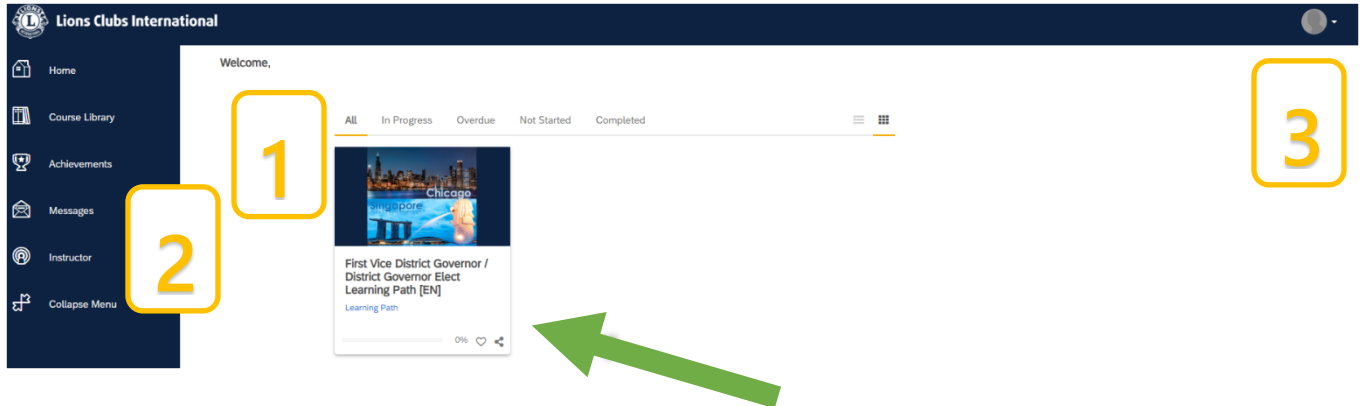 Lions Clubs International
Home
Course Library
Achievements
Messages
Instructor
Collapse Menu
Welcome,
1
2
3
All In Progress Overdue Not Started Completed
Chicago
Singapore
First Vice District Governor /
District Governor Elect
Learning Path [EN]
Learning Path
0%